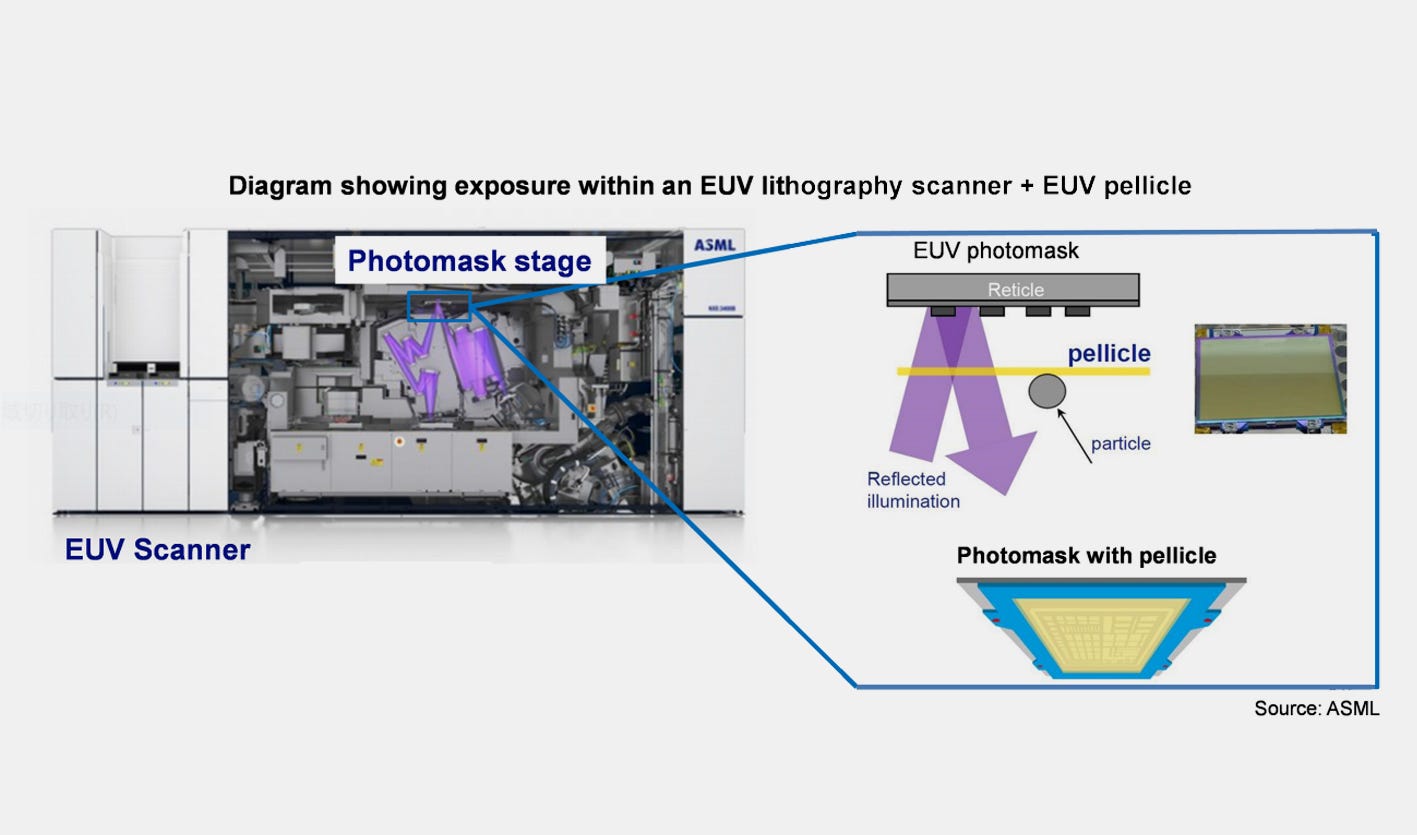 Diagram showing exposure within an EUV lithography scanner + EUV pellicle
ASML
Photomask stage
EUV Scanner
EUV photomask
Reticle
pellicle
particle
Reflected
illumination
Photomask with pellicle
Source: ASML